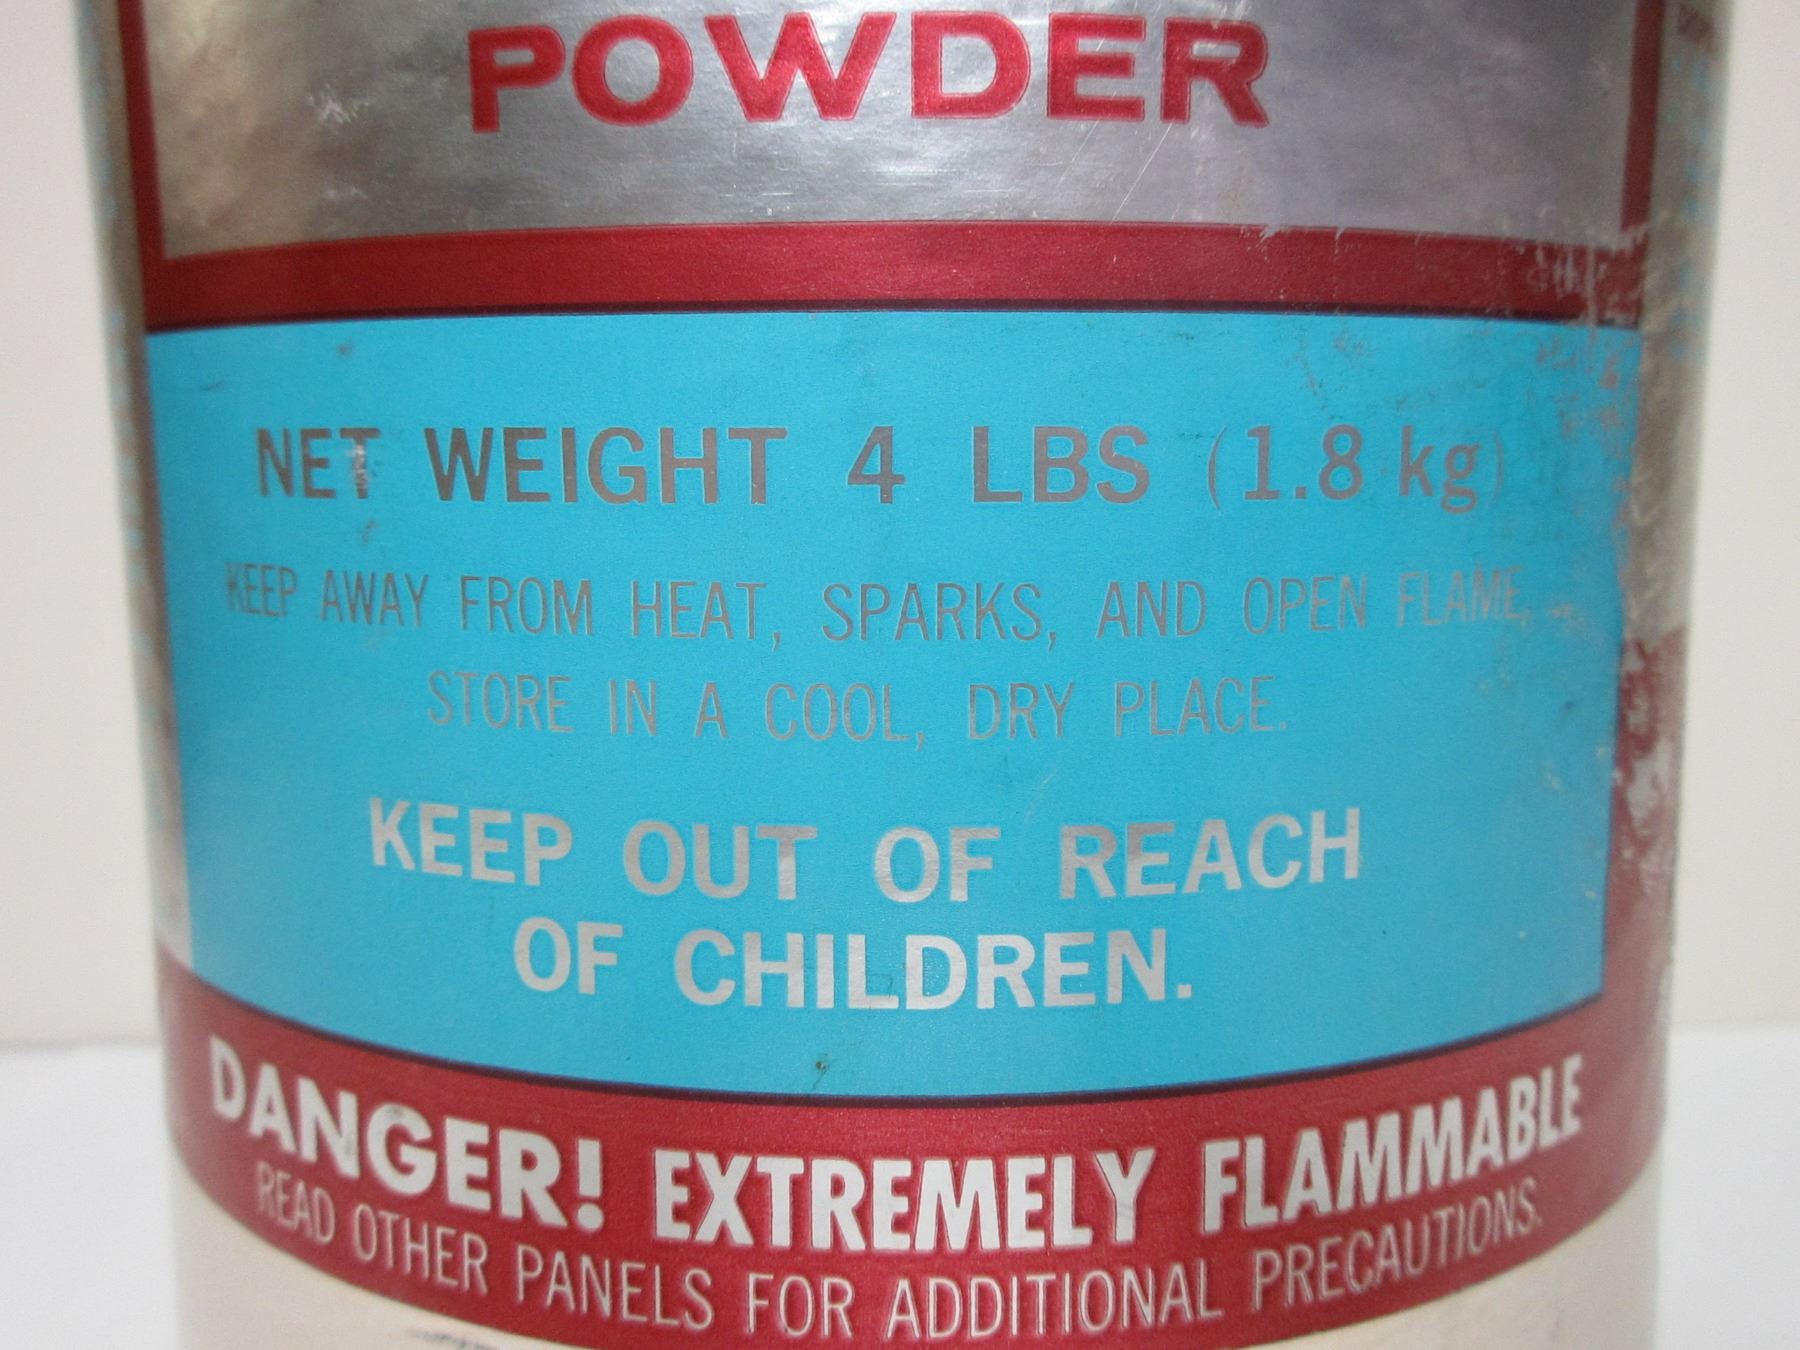 POWDER
NET WEIGHT 4 LBS (1.8 kg)
KEEP AWAY FROM HEAT, SPARKS, AND OPEN FLAME,
STORE IN A COOL, DRY PLACE.
KEEP OUT OF REACH
OF CHILDREN.
DANGER! EXTREMELY FLAMMABLE
READ OTHER PANELS FOR ADDITIONAL PRECAUTIONS.